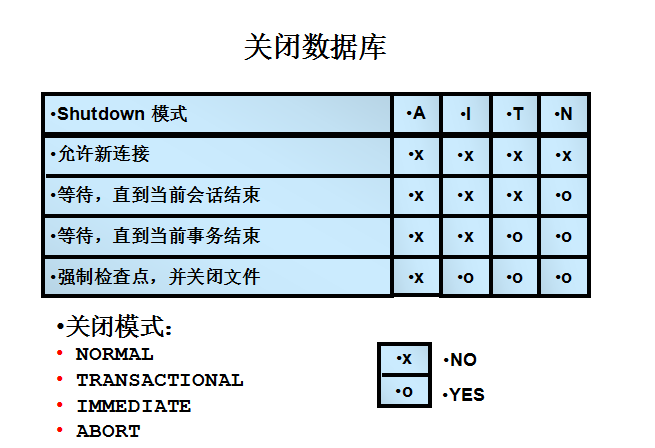 关闭数据库
•Shutdown 模式 •A •I •T •N
•允许新连接 •x •x •x •x
•等待，直到当前会话结束 •x •x •x •o
•等待，直到当前事务结束 •x •x •o •o
•强制检查点，并关闭文件 •x •o •o •o
•关闭模式：
• NORMAL
• TRANSACTIONAL
• IMMEDIATE
• ABORT
•x •NO
•o •YES